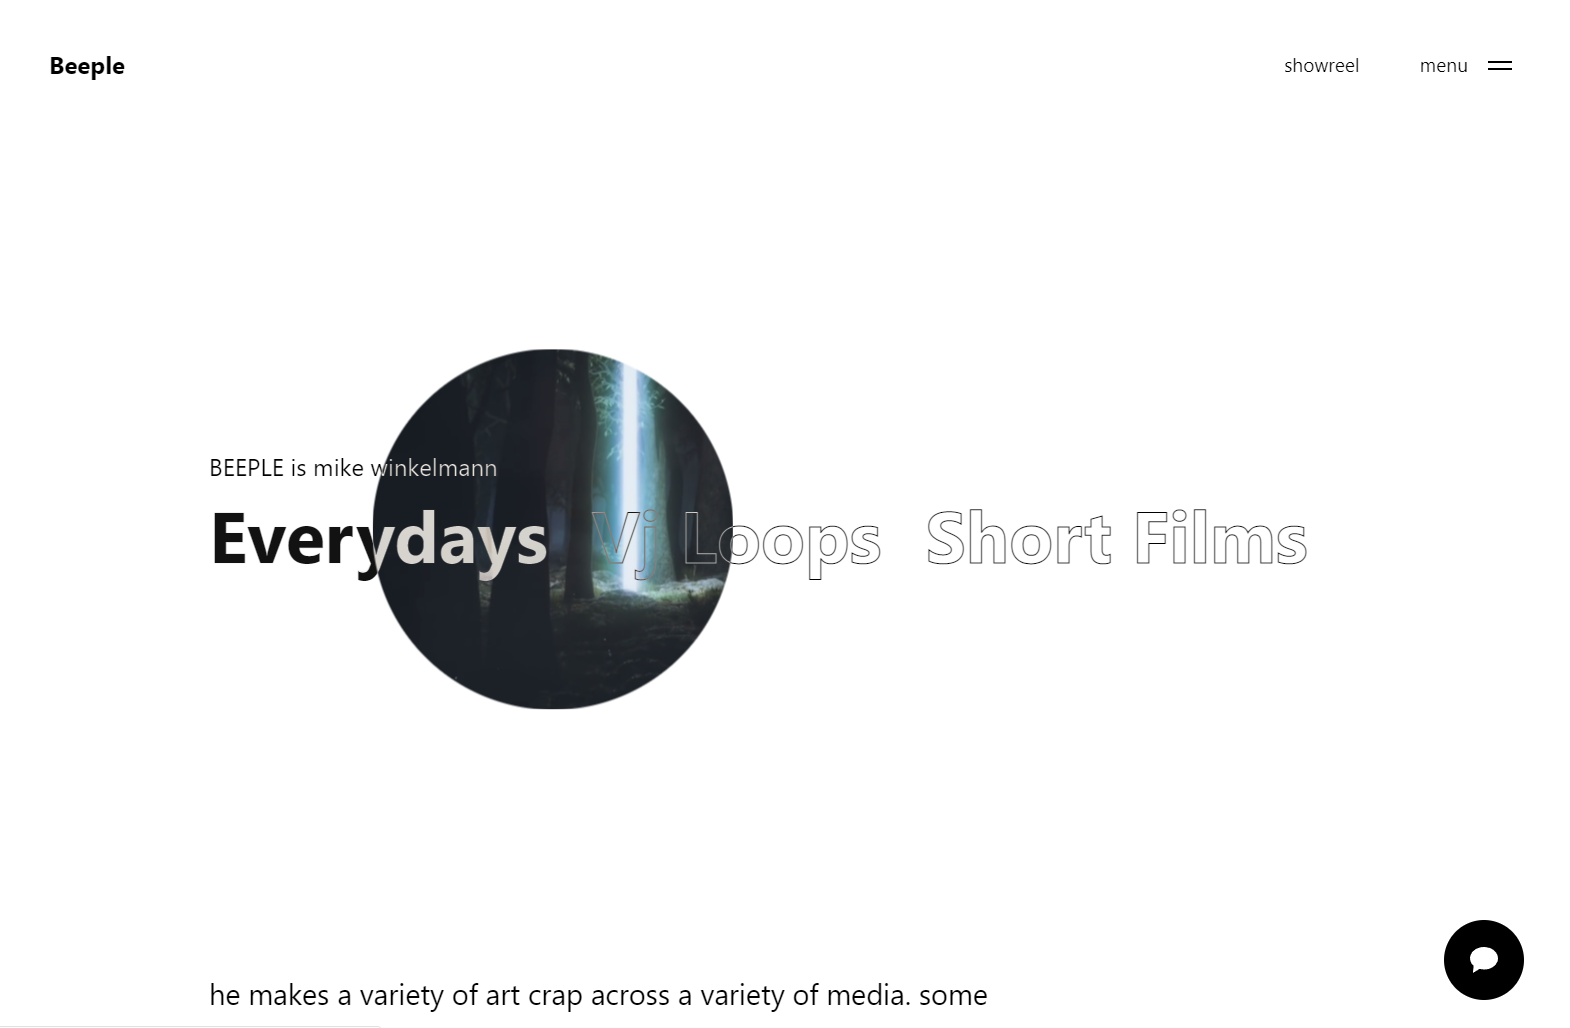 Beeple
showreel
menu
BEEPLE is mike winkelmann
Everydays Vj Loops Short Films
he makes a variety of art crap across a variety of media. some